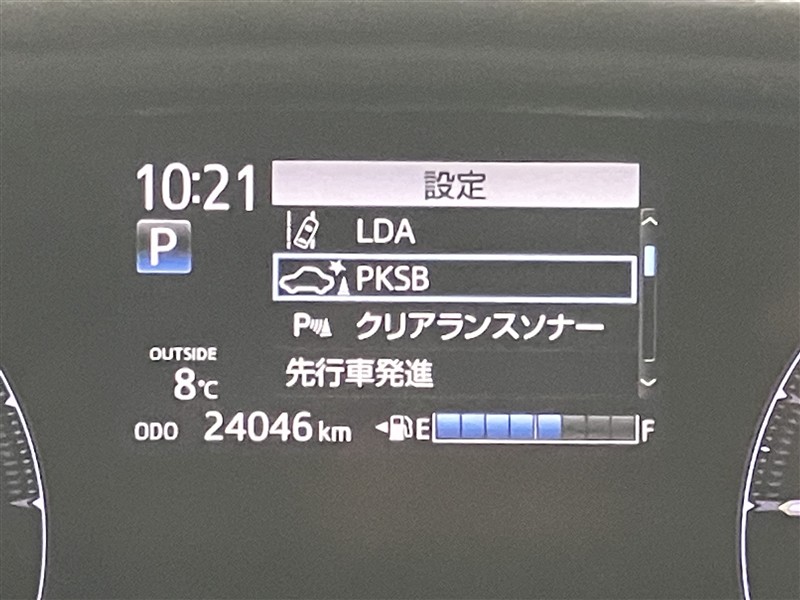 10:21
設定
P
LDA
PKSB
P クリアランスソナー
先行車発進
OUTSIDE
8℃
ODO 24046 km
E F